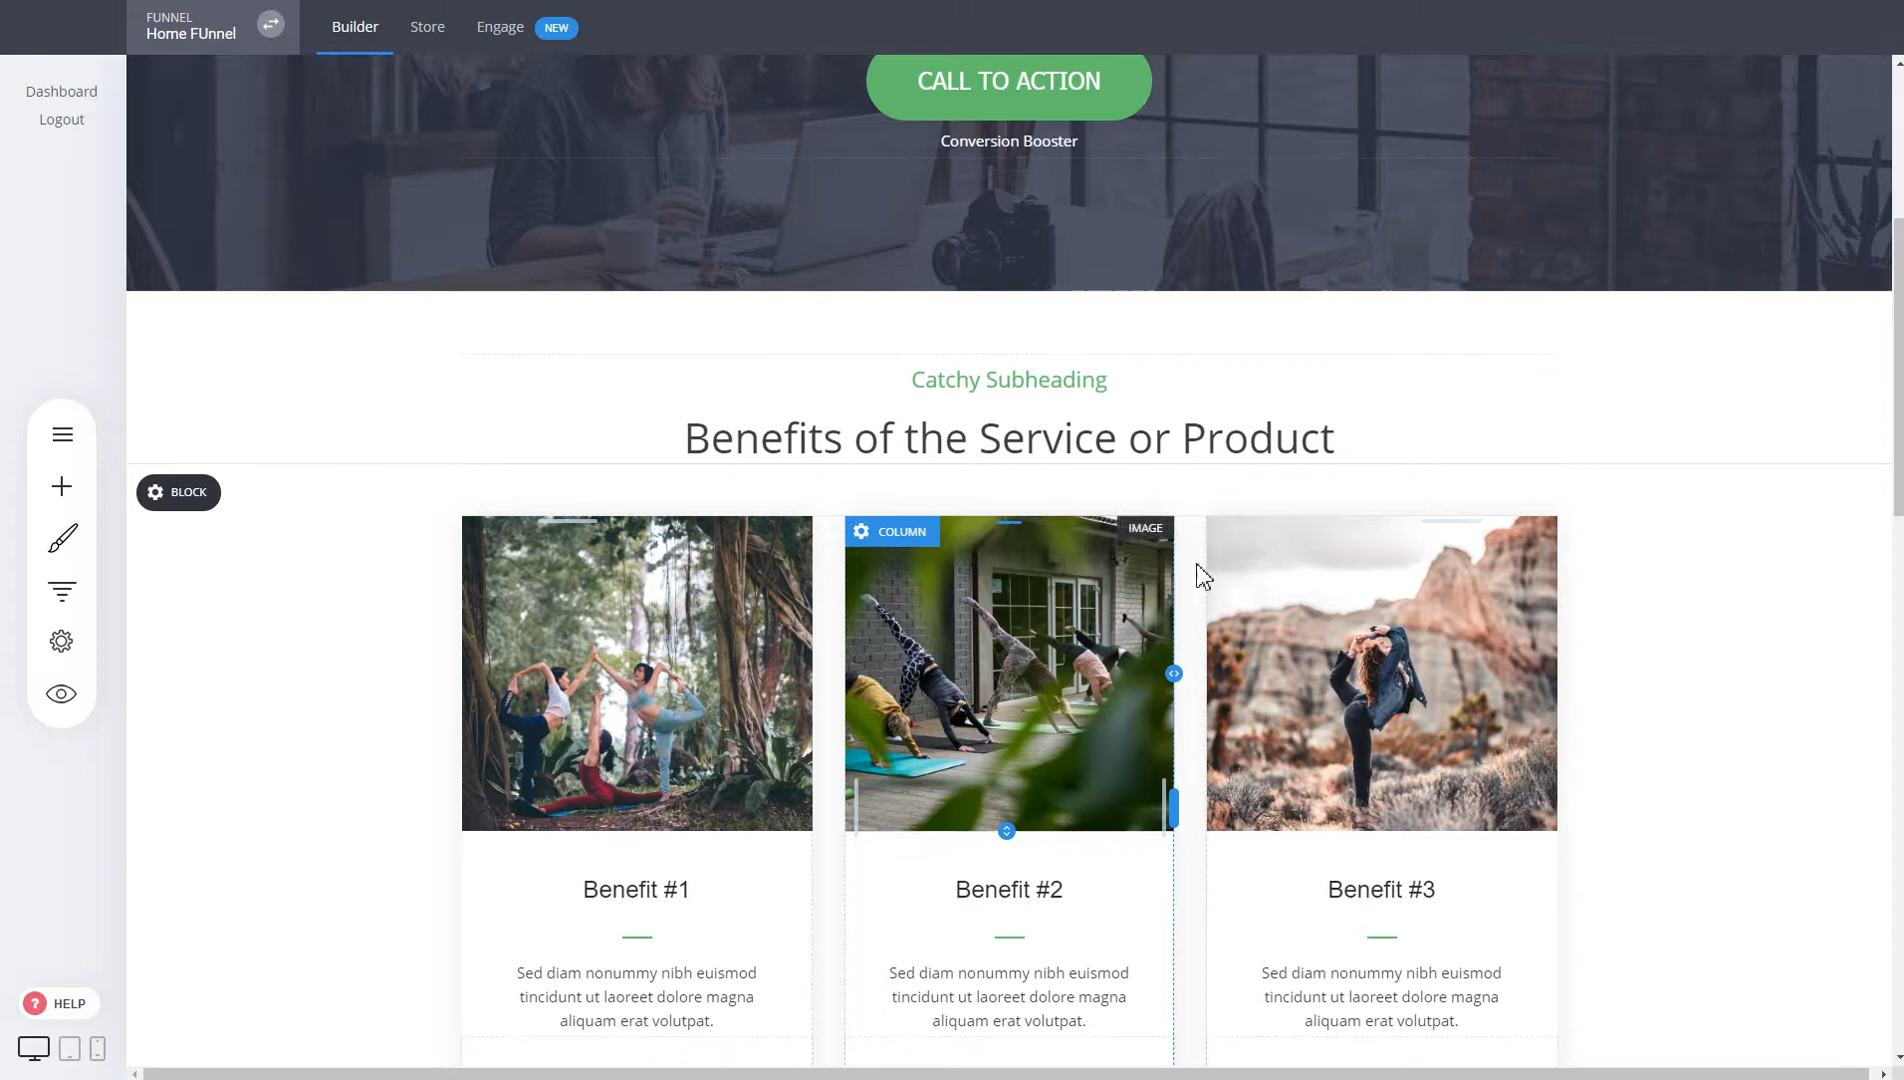 FUNNEL
Home FUnnel
Builder
Store
Engage
NEW
Dashboard
Logout
CALL TO ACTION
Conversion Booster
Catchy Subheading
Benefits of the Service or Product
BLOCK
COLUMN
IMAGE
Benefit #1
Sed diam nonummy nibh euismod
tincidunt ut laoreet dolore magna
aliquam erat volutpat.
Benefit #2
Sed diam nonummy nibh euismod
tincidunt ut laoreet dolore magna
aliquam erat volutpat.
Benefit #3
Sed diam nonummy nibh euismod
tincidunt ut laoreet dolore magna
aliquam erat volutpat.
? HELP